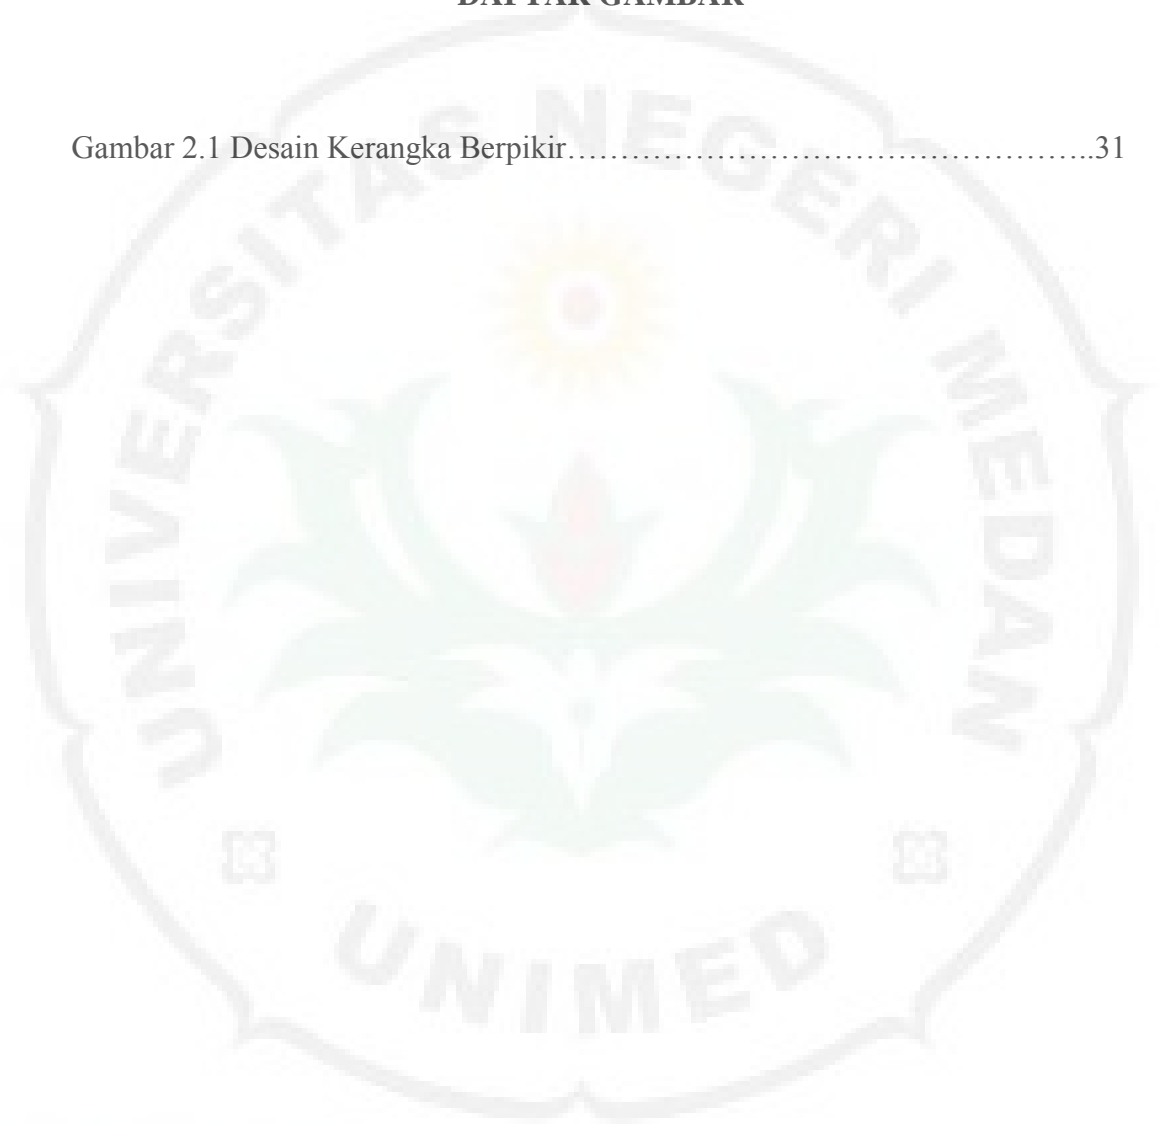 DAFTAR GAMBAR
Gambar 2.1 Desain Kerangka Berpikir…………………………………………..31
UNIVERSITAS NEGERI MEDAN
UNIMED